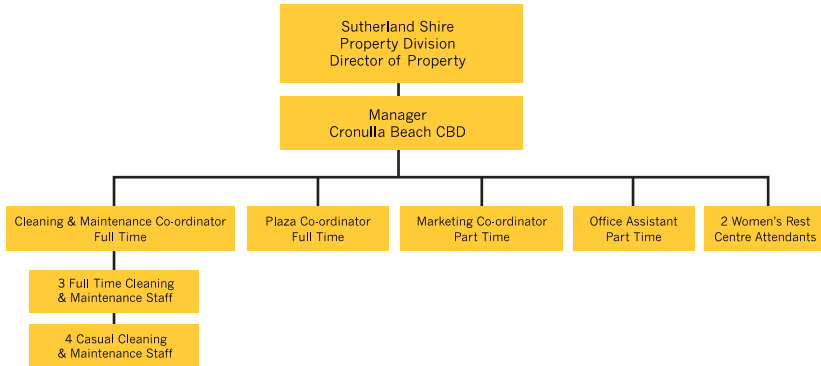 Sutherland Shire
Property Division
Director of Property
Manager
Cronulla Beach CBD
Cleaning & Maintenance Co-ordinator
Full Time
Plaza Co-ordinator
Full Time
Marketing Co-ordinator
Part Time
Office Assistant
Part Time
2 Women's Rest
Centre Attendants
3 Full Time Cleaning
& Maintenance Staff
4 Casual Cleaning
& Maintenance Staff